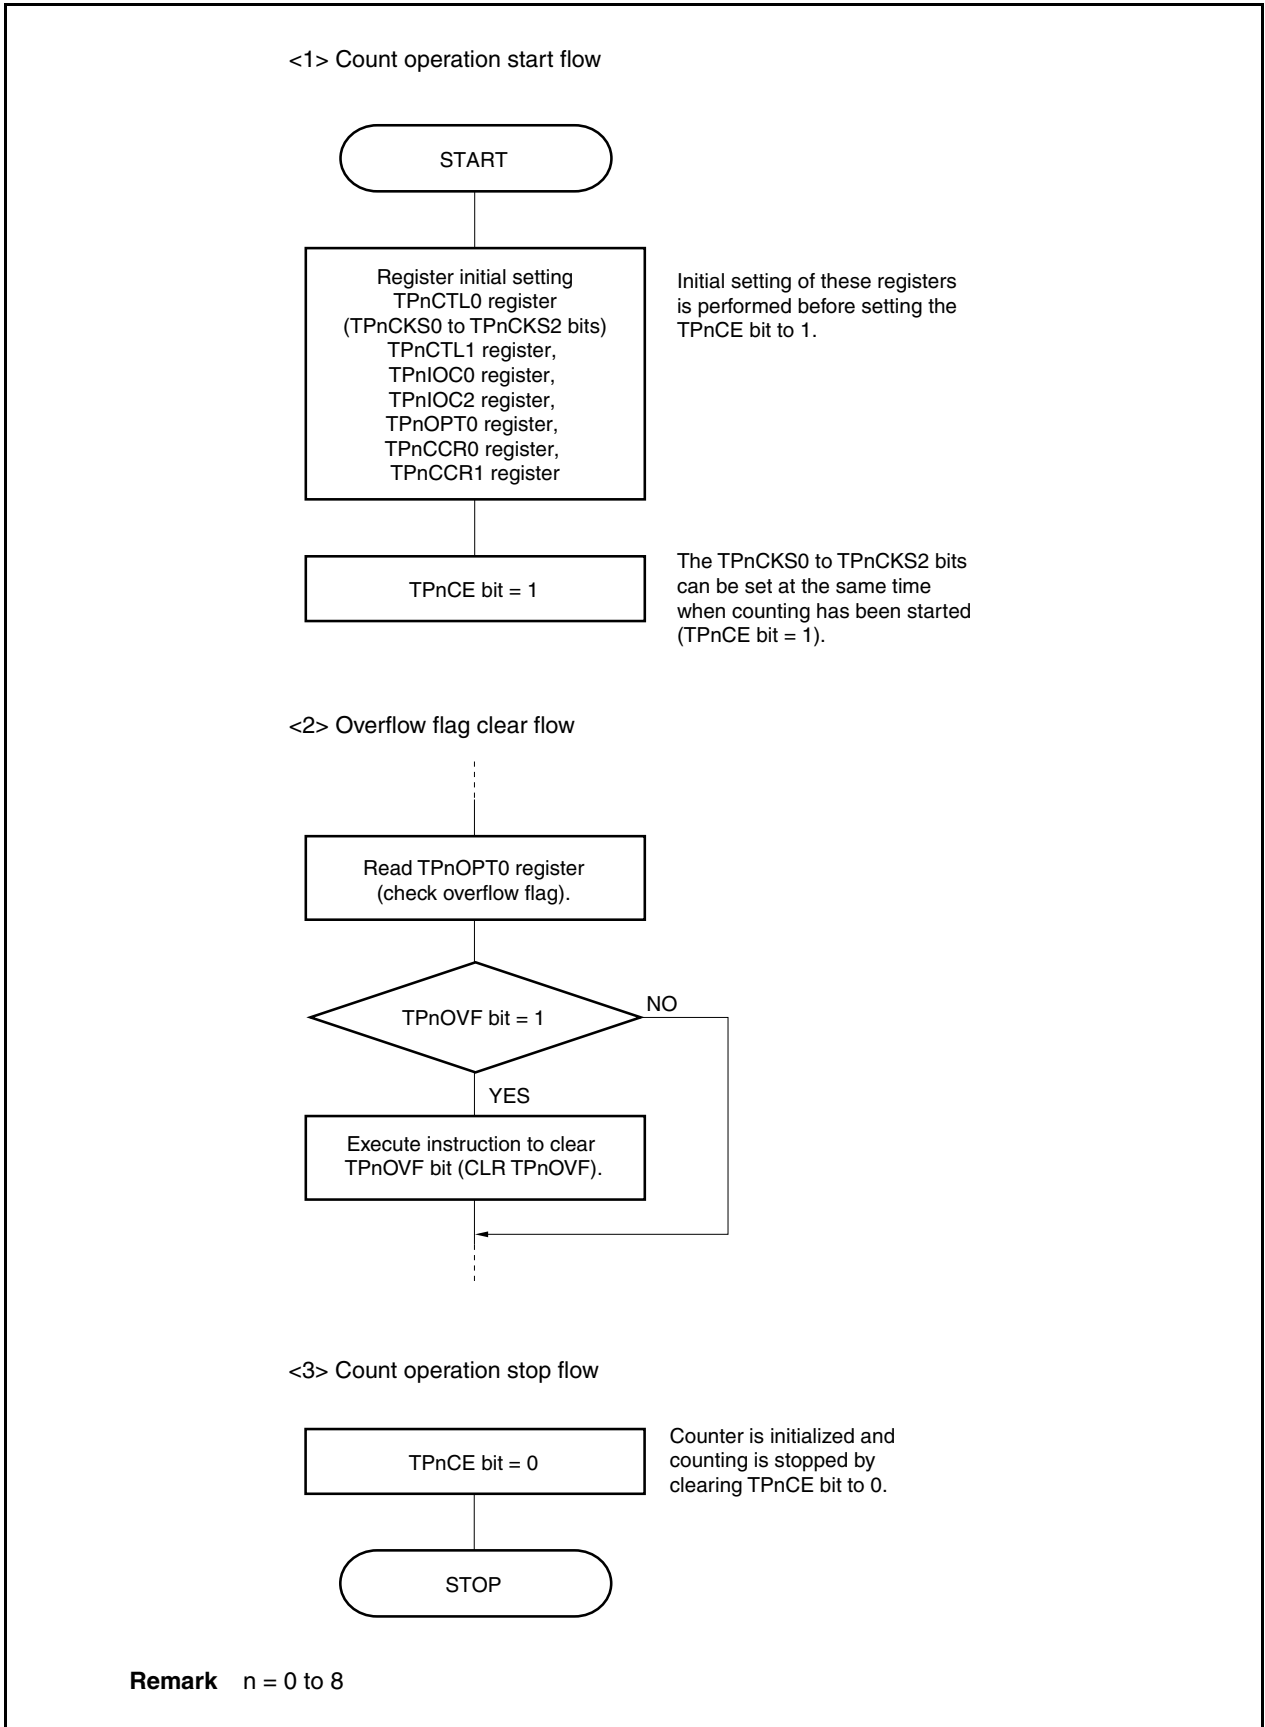 <1> Count operation start flow
START
Register initial setting
TPnCTL0 register
(TPnCKS0 to TPnCKS2 bits)
TPnCTL1 register,
TPnIOC0 register,
TPnIOC2 register,
TPnOPT0 register,
TPnCCR0 register,
TPnCCR1 register
Initial setting of these registers
is performed before setting the
TPnCE bit to 1.
TPnCE bit = 1
The TPnCKS0 to TPnCKS2 bits
can be set at the same time
when counting has been started
(TPnCE bit = 1).
<2> Overflow flag clear flow
Read TPnOPT0 register
(check overflow flag).
TPnOVF bit = 1
NO
YES
Execute instruction to clear
TPnOVF bit (CLR TPnOVF).
<3> Count operation stop flow
TPnCE bit = 0
Counter is initialized and
counting is stopped by
clearing TPnCE bit to 0.
STOP
Remark n = 0 to 8